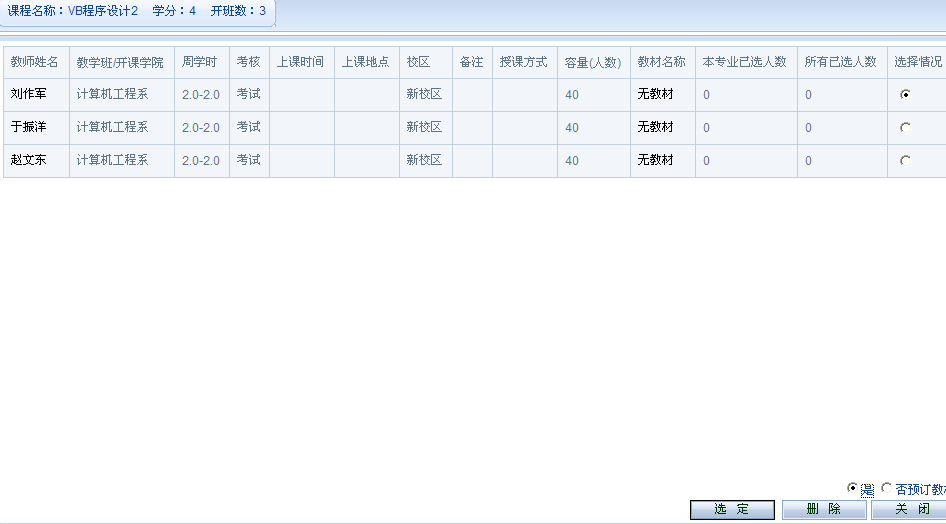 课程名称：VB程序设计2 学分：4 开班数：3
教师姓名 教学班/开课学院 周学时 考核 上课时间 上课地点 校区 备注 授课方式 容量(人数) 教材名称 本专业已选人数 所有已选人数 选择情况
刘作军 计算机工程系 2.0-2.0 考试 新校区 40 无教材 0 0
于振洋 计算机工程系 2.0-2.0 考试 新校区 40 无教材 0 0
赵文东 计算机工程系 2.0-2.0 考试 新校区 40 无教材 0 0
是 否预订教材
选 定 删 除 关 闭